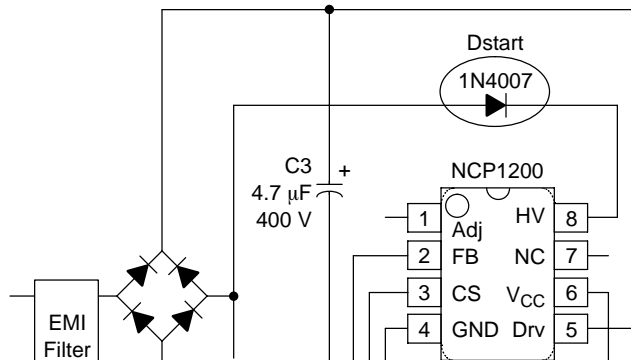 Dstart
1N4007
C3
+
4.7 μF
400 V
NCP1200
1
Adj
HV
8
2
FB
NC
7
3
CS
VCC
6
4
GND
Drv
5
EMI
Filter